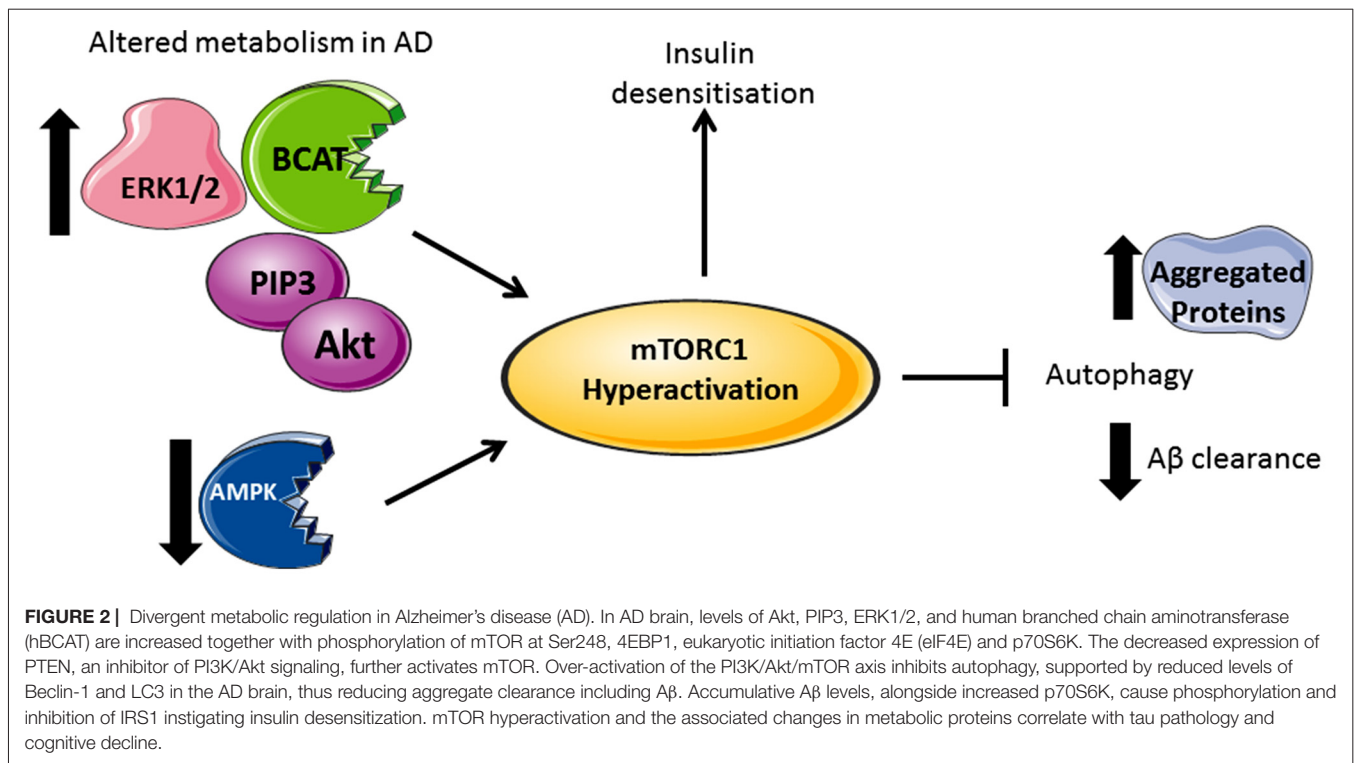 Altered metabolism in AD
Insulin
desensitisation
BCAT
ERK1/2
PIP3
Akt
mTORC1
Hyperactivation
Aggregated
Proteins
Autophagy
Aβ clearance
AMPK
FIGURE 2 | Divergent metabolic regulation in Alzheimer's disease (AD). In AD brain, levels of Akt, PIP3, ERK1/2, and human branched chain aminotransferase
(hBCAT) are increased together with phosphorylation of mTOR at Ser248, 4EBP1, eukaryotic initiation factor 4E (eIF4E) and p70S6K. The decreased expression of
PTEN, an inhibitor of PI3K/Akt signaling, further activates mTOR. Over-activation of the PI3K/Akt/mTOR axis inhibits autophagy, supported by reduced levels of
Beclin-1 and LC3 in the AD brain, thus reducing aggregate clearance including Aβ. Accumulative Aβ levels, alongside increased p70S6K, cause phosphorylation and
inhibition of IRS1 instigating insulin desensitization. mTOR hyperactivation and the associated changes in metabolic proteins correlate with tau pathology and
cognitive decline.